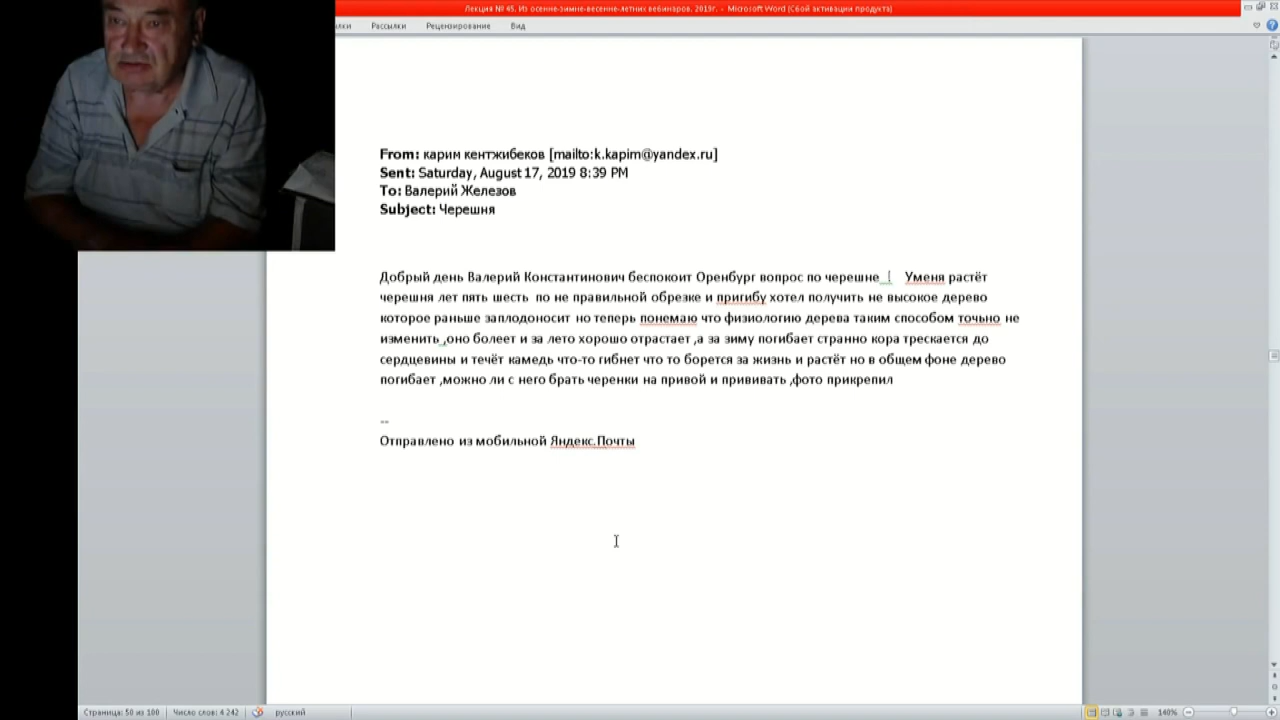 Лекция № 45. Из осенне-зимне-весенне-летних вебинаров. 2019г. - Microsoft Word (Сбой активации продукта)
лки Рассылки Рецензирование Вид
From: карим кентжибеков [mailto:k.kapim@yandex.ru]
Sent: Saturday, August 17, 2019 8:39 PM
To: Валерий Железов
Subject: Черешня
Добрый день Валерий Константинович беспокоит Оренбург вопрос по черешне ! Уменя растёт
черешня лет пять шесть по не правильной обрезке и пригибу хотел получить не высокое дерево
которое раньше заплодоносит но теперь понемаю что физиологию дерева таким способом точьно не
изменить ,оно болеет и за лето хорошо отрастает ,а за зиму погибает странно кора трескается до
сердцевины и течёт камедь что-то гибнет что то борется за жизнь и растёт но в общем фоне дерево
погибает ,можно ли с него брать черенки на привой и прививать ,фото прикрепил
--
Отправлено из мобильной Яндекс.Почты
Страница: 50 из 100 Число слов: 4 242 русский 140%